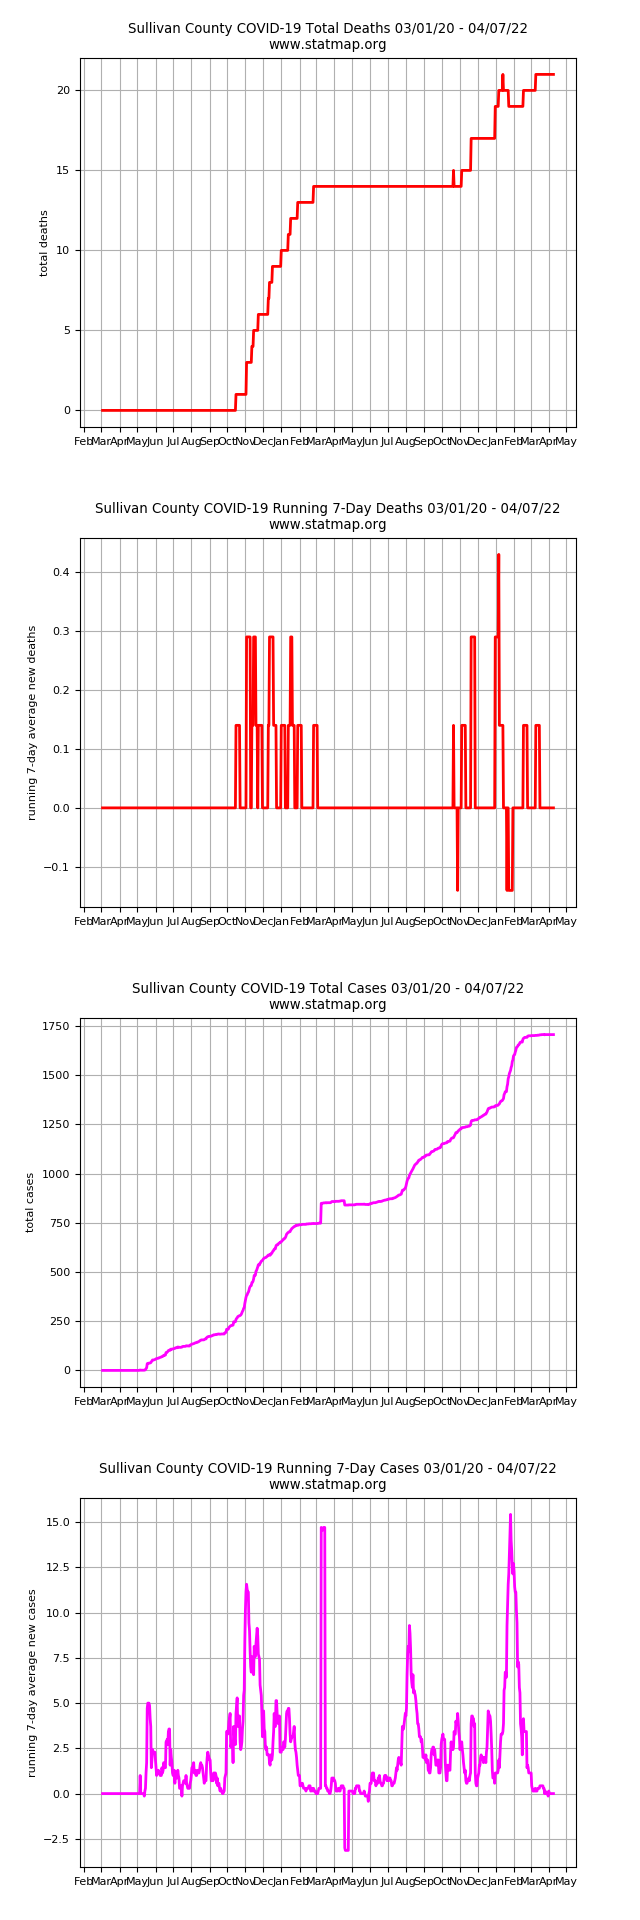 Sullivan County COVID-19 Total Deaths 03/01/20 - 04/07/22
www.statmap.org
total deaths
20
15
10
5
0
Feb Mar Apr May Jun Jul Aug Sep Oct Nov Dec Jan Feb Mar Apr May Jun Jul Aug Sep Oct Nov Dec Jan Feb Mar Apr May
Sullivan County COVID-19 Running 7-Day Deaths 03/01/20 - 04/07/22
www.statmap.org
running 7-day average new deaths
0.4
0.3
0.2
0.1
0.0
−0.1
Feb Mar Apr May Jun Jul Aug Sep Oct Nov Dec Jan Feb Mar Apr May Jun Jul Aug Sep Oct Nov Dec Jan Feb Mar Apr May
Sullivan County COVID-19 Total Cases 03/01/20 - 04/07/22
www.statmap.org
total cases
1750
1500
1250
1000
750
500
250
0
Feb Mar Apr May Jun Jul Aug Sep Oct Nov Dec Jan Feb Mar Apr May Jun Jul Aug Sep Oct Nov Dec Jan Feb Mar Apr May
Sullivan County COVID-19 Running 7-Day Cases 03/01/20 - 04/07/22
www.statmap.org
running 7-day average new cases
15.0
12.5
10.0
7.5
5.0
2.5
0.0
−2.5
Feb Mar Apr May Jun Jul Aug Sep Oct Nov Dec Jan Feb Mar Apr May Jun Jul Aug Sep Oct Nov Dec Jan Feb Mar Apr May